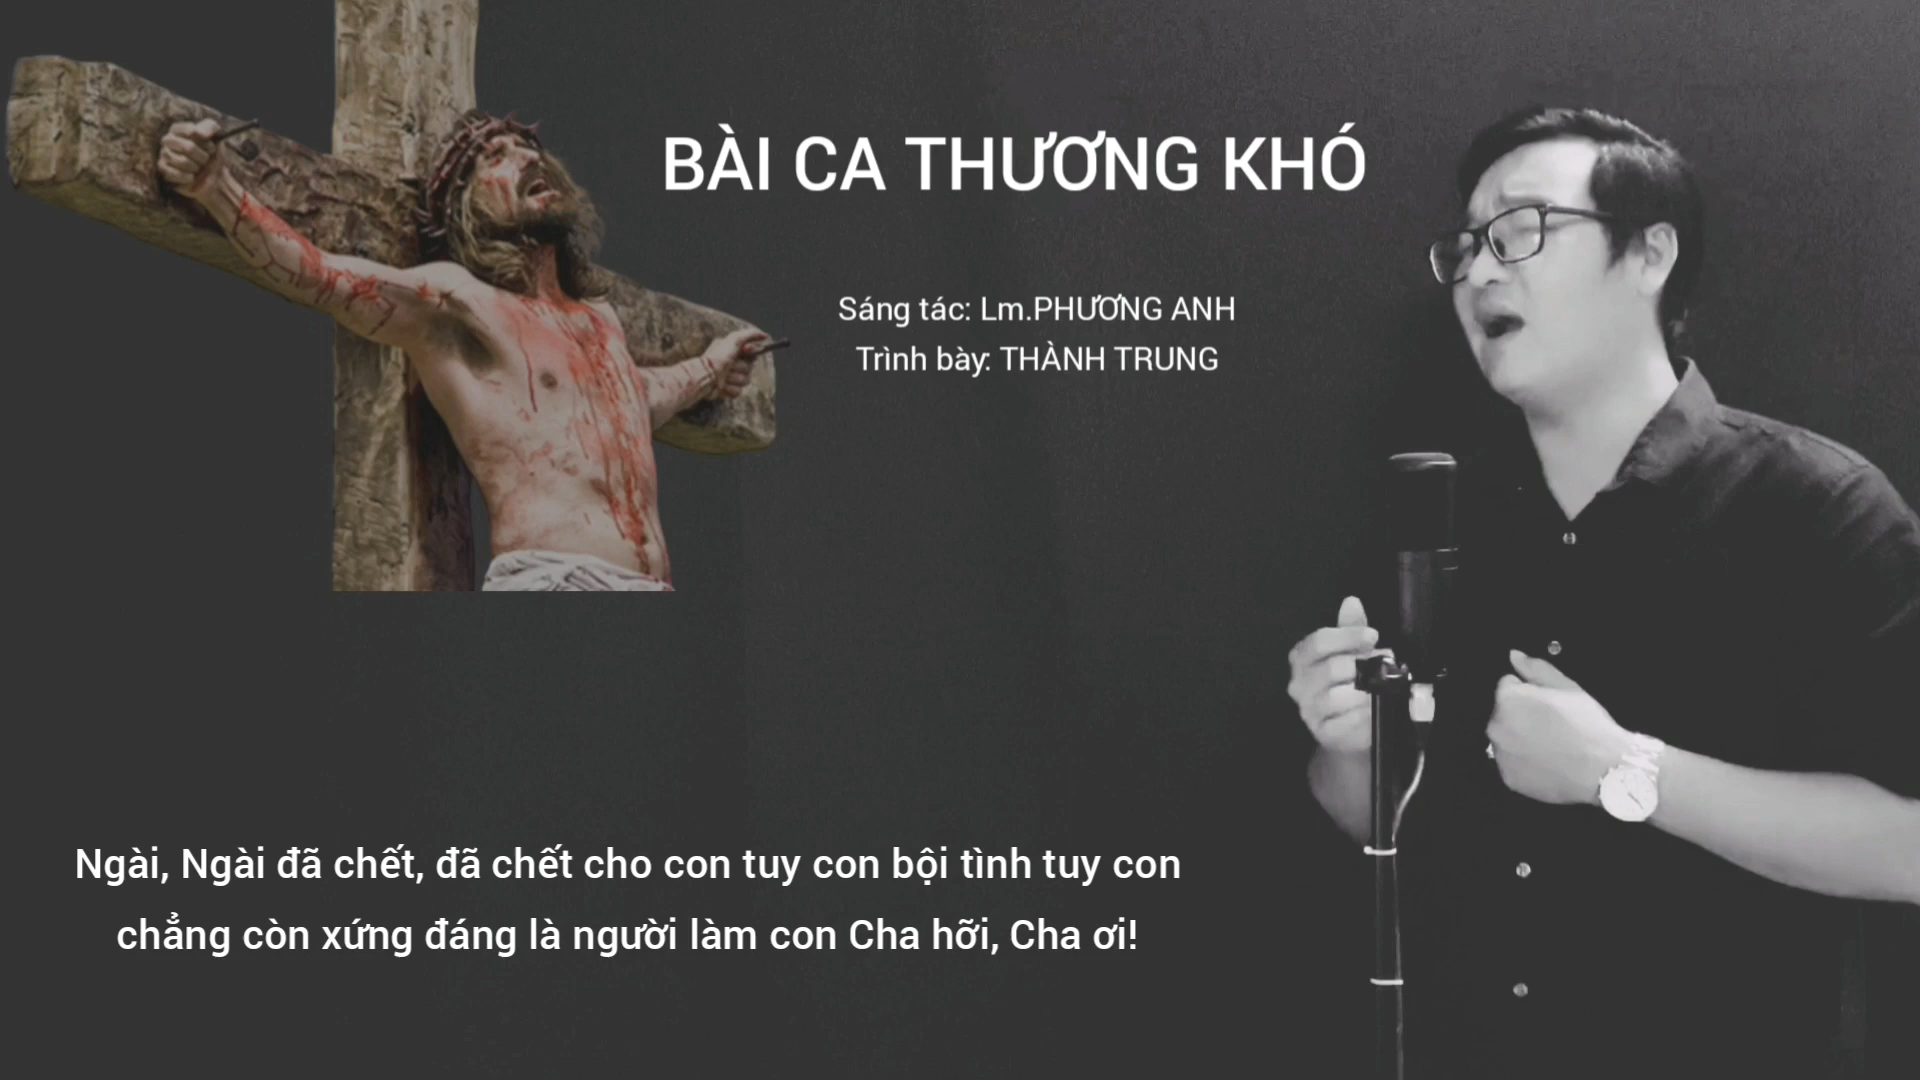 BÀI CA THƯƠNG KHÓ
Sáng tác: Lm.PHƯƠNG ANH
Trình bày: THÀNH TRUNG
Ngài, Ngài đã chết, đã chết cho con tuy con bội tình tuy con
chẳng còn xứng đáng là người làm con Cha hỡi, Cha ơi!